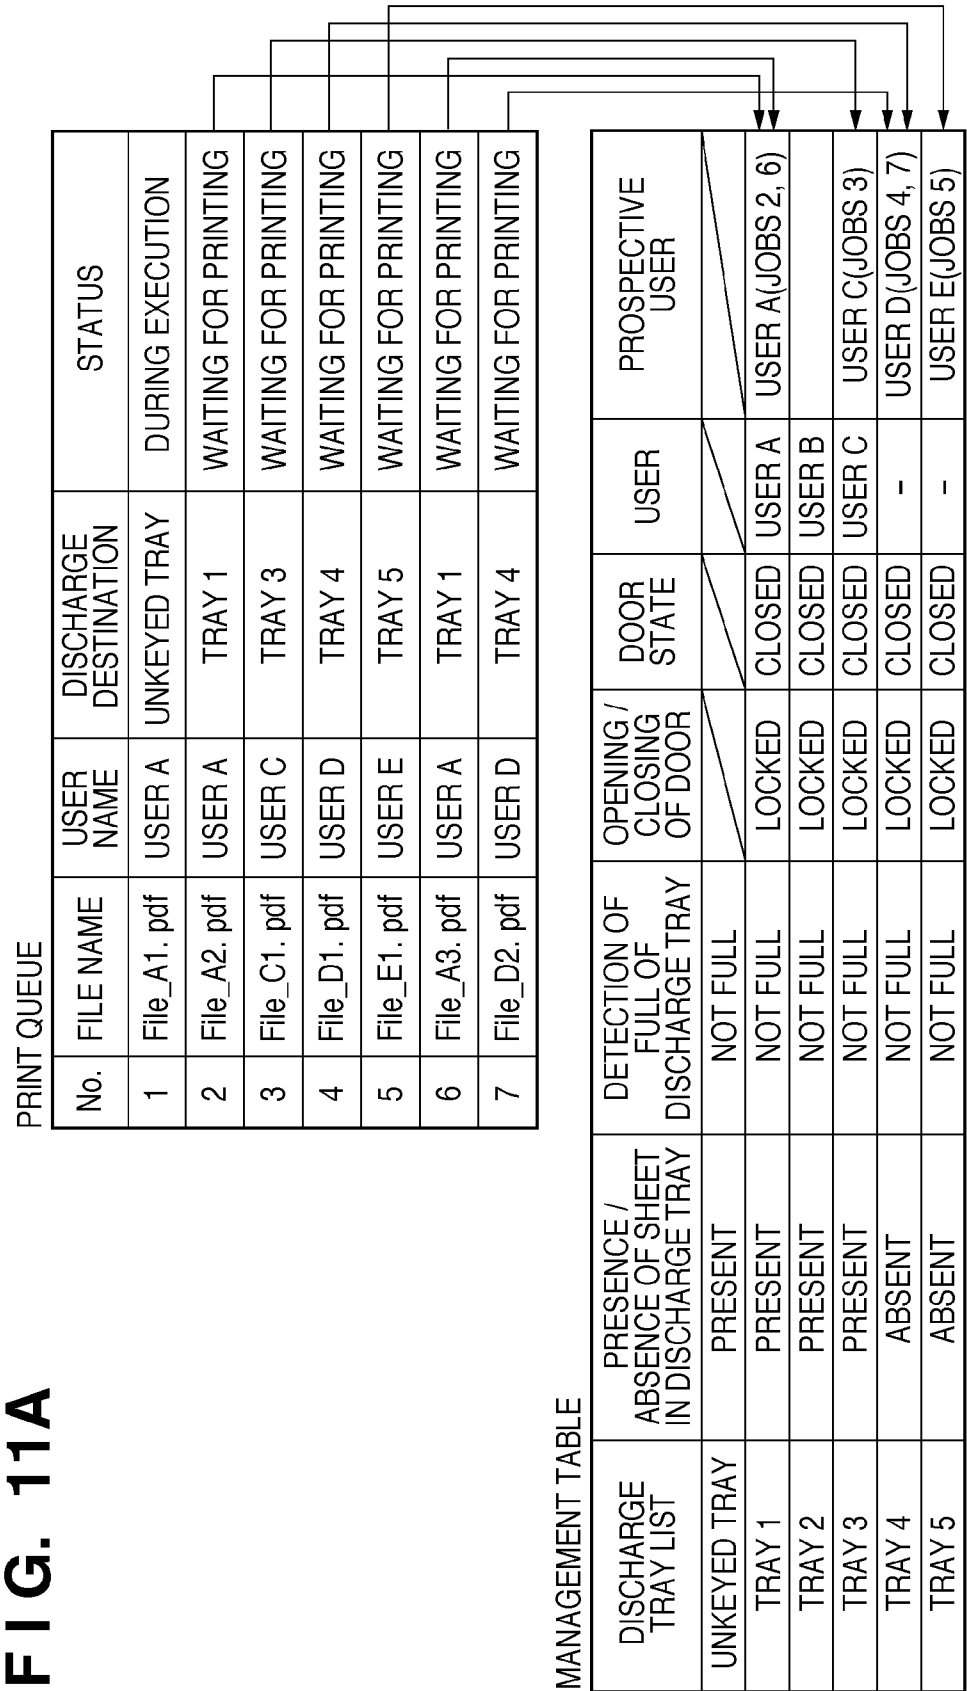 FIG. 11A
PRINT QUEUE
No. FILE NAME USER NAME DISCHARGE DESTINATION STATUS
1 File_A1. pdf USER A UNKEYED TRAY DURING EXECUTION
2 File_A2. pdf USER A TRAY 1 WAITING FOR PRINTING
3 File_C1. pdf USER C TRAY 3 WAITING FOR PRINTING
4 File_D1. pdf USER D TRAY 4 WAITING FOR PRINTING
5 File_E1. pdf USER E TRAY 5 WAITING FOR PRINTING
6 File_A3. pdf USER A TRAY 1 WAITING FOR PRINTING
7 File_D2. pdf USER D TRAY 4 WAITING FOR PRINTING
MANAGEMENT TABLE
DISCHARGE TRAY LIST PRESENCE / ABSENCE OF SHEET IN DISCHARGE TRAY DETECTION OF FULL OF DISCHARGE TRAY OPENING / CLOSING OF DOOR DOOR STATE USER PROSPECTIVE USER
UNKEYED TRAY PRESENT NOT FULL
TRAY 1 PRESENT NOT FULL LOCKED CLOSED USER A USER A(JOBS 2, 6)
TRAY 2 PRESENT NOT FULL LOCKED CLOSED USER B
TRAY 3 PRESENT NOT FULL LOCKED CLOSED USER C USER C(JOBS 3)
TRAY 4 ABSENT NOT FULL LOCKED CLOSED - USER D(JOBS 4, 7)
TRAY 5 ABSENT NOT FULL LOCKED CLOSED - USER E(JOBS 5)